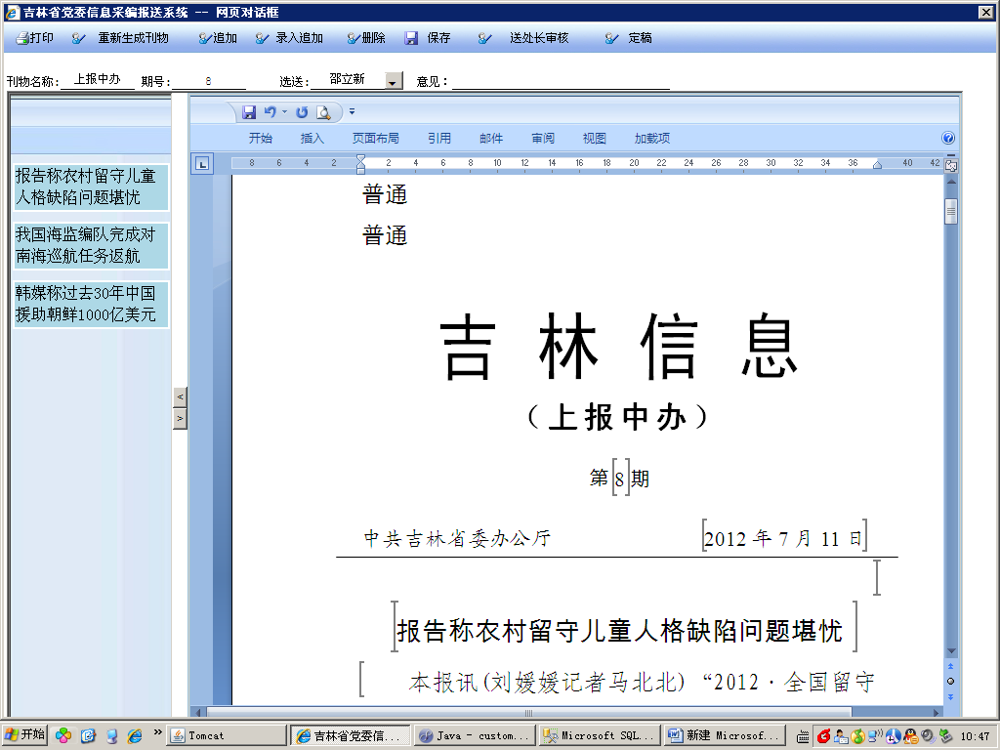 吉林省党委信息采编报送系统 -- 网页对话框
打印 重新生成刊物 追加 录入追加 删除 保存 送处长审核 定稿
刊物名称: 上报中办 期号: 8 选送: 邵立新 意见:
开始 插入 页面布局 引用 邮件 审阅 视图 加载项
8 6 4 2 2 4 6 8 10 12 14 16 18 20 22 24 26 28 30 32 34 36 40 42
报告称农村留守儿童
人格缺陷问题堪忧
我国海监编队完成对
南海巡航任务返航
韩媒称过去30年中国
援助朝鲜1000亿美元
<
>
普通
普通
吉林信息
（上报中办）
第[8]期
中共吉林省委办公厅 [2012 年 7 月 11 日]
[报告称农村留守儿童人格缺陷问题堪忧]
[ 本报讯(刘媛媛记者马北北)“2012·全国留守
开始 » Tomcat 吉林省党委信... Java - custom... Microsoft SQL... 新建 Microsof... 10:47